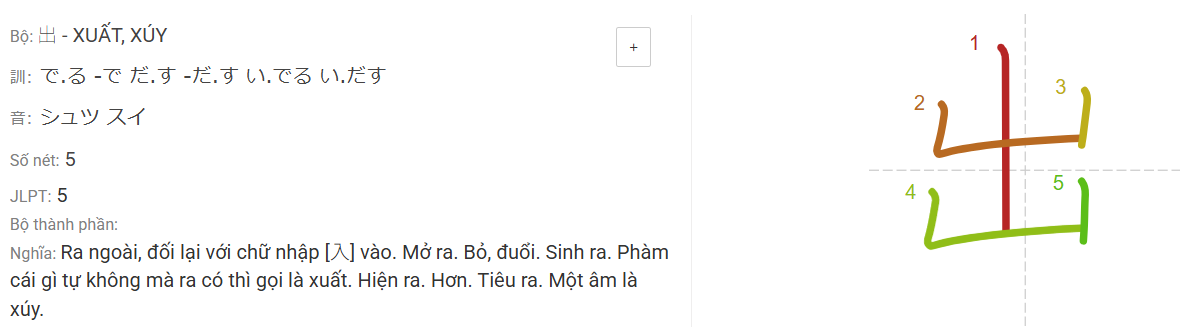 Bộ: 出 - XUẤT, XÚY
+
訓: で.る -で だ.す -だ.す い.でる い.だす
音: シュツ スイ
Số nét: 5
JLPT: 5
Bộ thành phần:
Nghĩa: Ra ngoài, đối lại với chữ nhập [入] vào. Mở ra. Bỏ, đuổi. Sinh ra. Phàm
cái gì tự không mà ra có thì gọi là xuất. Hiện ra. Hơn. Tiêu ra. Một âm là
xúy.
出
1
2
3
4
5